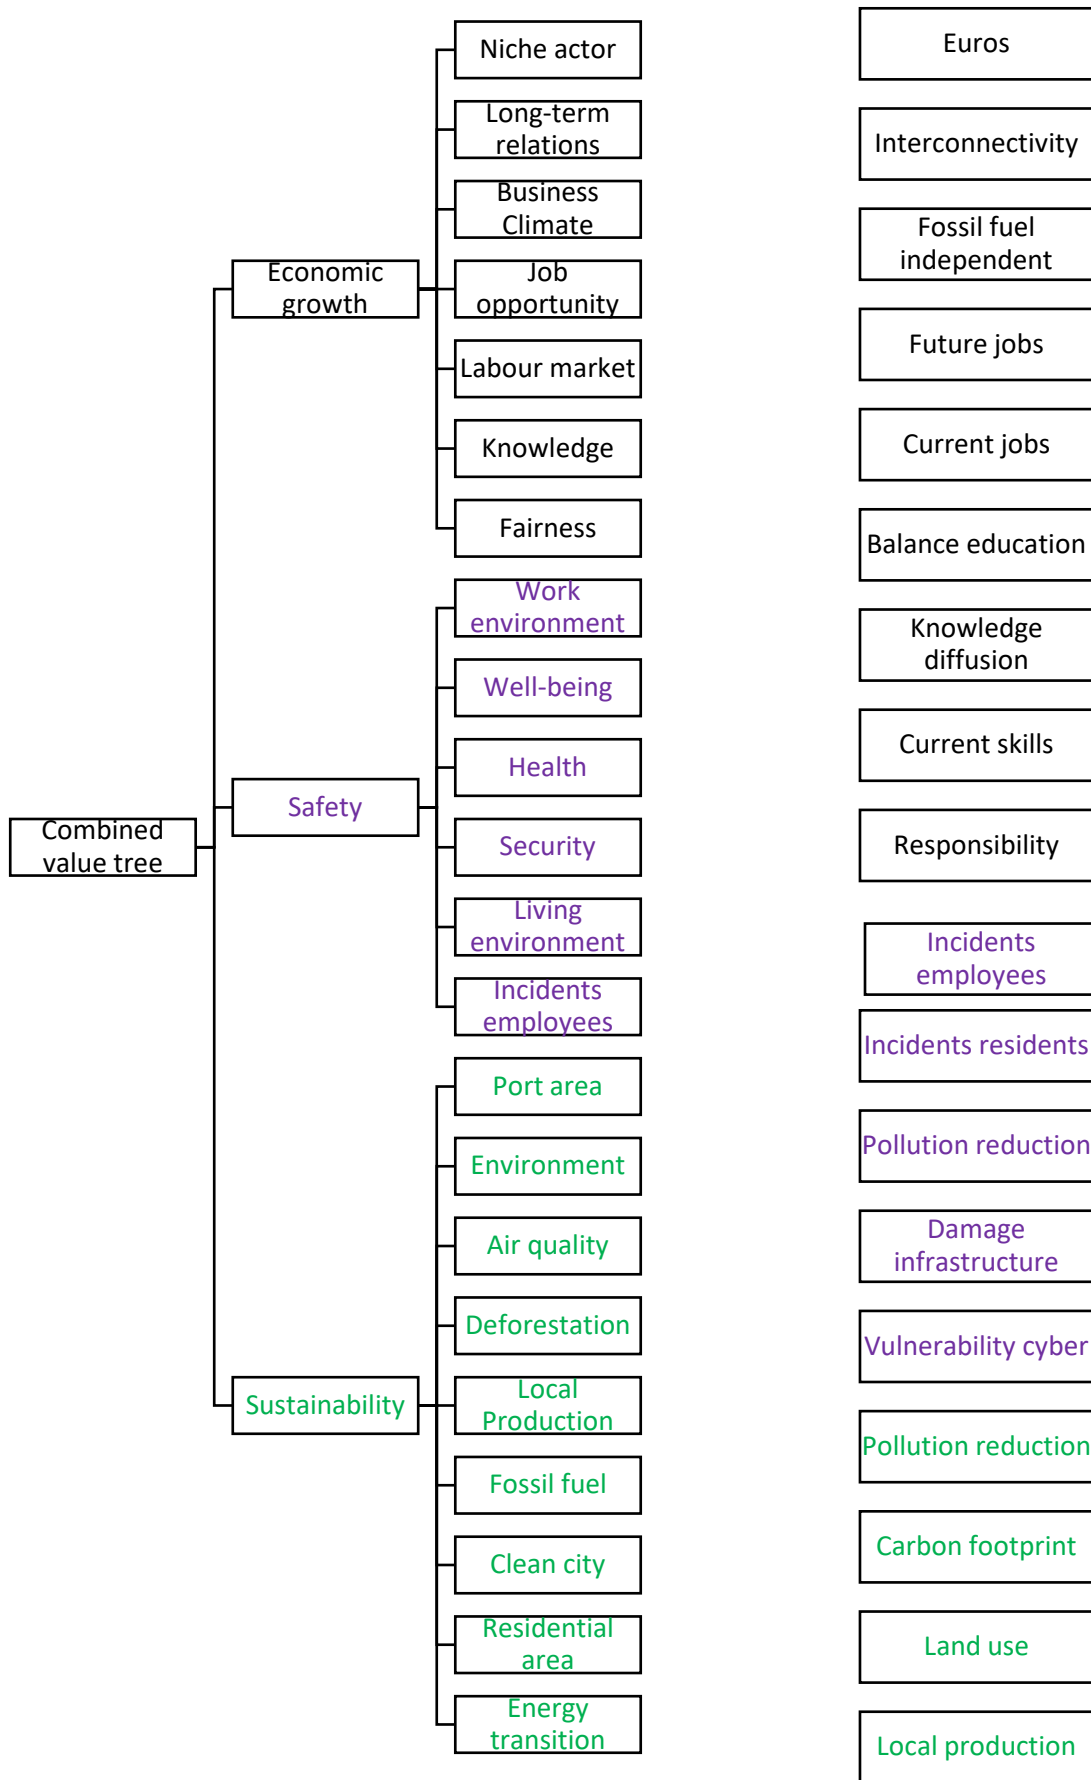 Combined
value tree
Economic
growth
Safety
Sustainability
Niche actor
Long-term
relations
Business
Climate
Job
opportunity
Labour market
Knowledge
Fairness
Work
environment
Well-being
Health
Security
Living
environment
Incidents
employees
Port area
Environment
Air quality
Deforestation
Local
Production
Fossil fuel
Clean city
Residential
area
Energy
transition
Euros
Interconnectivity
Fossil fuel
independent
Future jobs
Current jobs
Balance education
Knowledge
diffusion
Current skills
Responsibility
Incidents
employees
Incidents residents
Pollution reduction
Damage
infrastructure
Vulnerability cyber
Pollution reduction
Carbon footprint
Land use
Local production